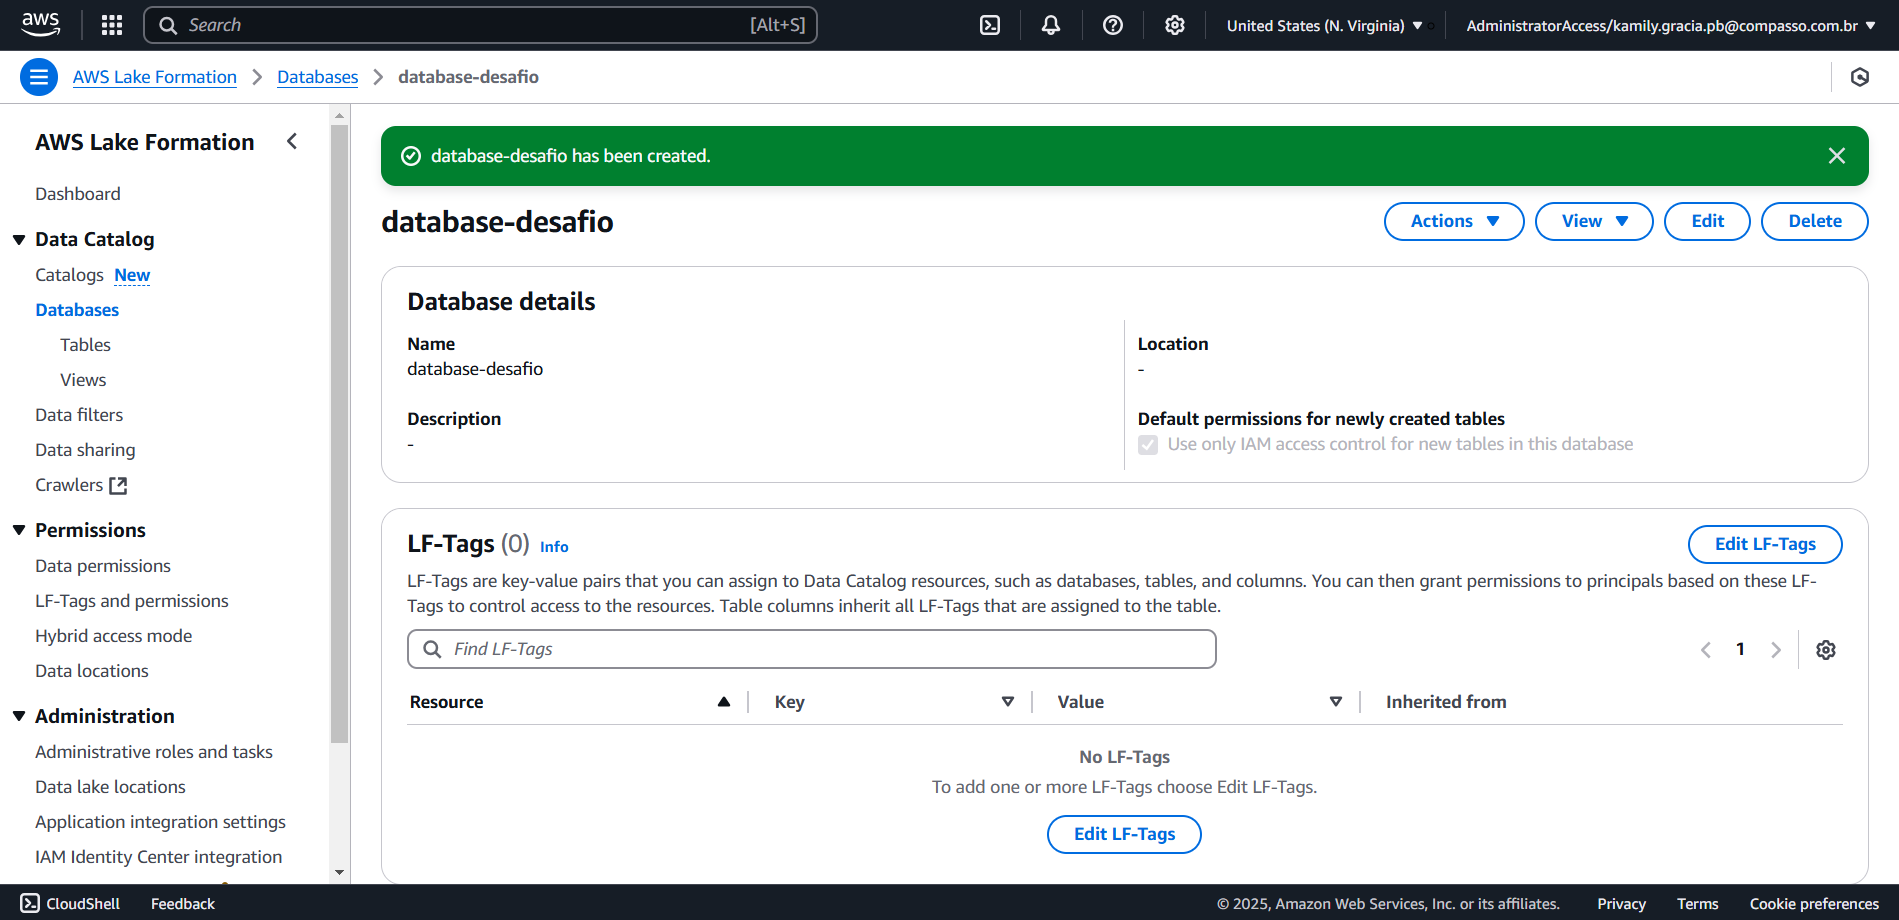 aws
Search [Alt+S]
United States (N. Virginia)
AdministratorAccess/kamily.gracia.pb@compasso.com.br
AWS Lake Formation
Databases
database-desafio
AWS Lake Formation
Dashboard
Data Catalog
Catalogs New
Databases
Tables
Views
Data filters
Data sharing
Crawlers
Permissions
Data permissions
LF-Tags and permissions
Hybrid access mode
Data locations
Administration
Administrative roles and tasks
Data lake locations
Application integration settings
IAM Identity Center integration
database-desafio has been created.
database-desafio
Actions
View
Edit
Delete
Database details
Name
database-desafio
Description
-
Location
-
Default permissions for newly created tables
Use only IAM access control for new tables in this database
LF-Tags (0) Info
Edit LF-Tags
LF-Tags are key-value pairs that you can assign to Data Catalog resources, such as databases, tables, and columns. You can then grant permissions to principals based on these LF-
Tags to control access to the resources. Table columns inherit all LF-Tags that are assigned to the table.
Find LF-Tags
1
Resource Key Value Inherited from
No LF-Tags
To add one or more LF-Tags choose Edit LF-Tags.
Edit LF-Tags
CloudShell Feedback
© 2025, Amazon Web Services, Inc. or its affiliates. Privacy Terms Cookie preferences